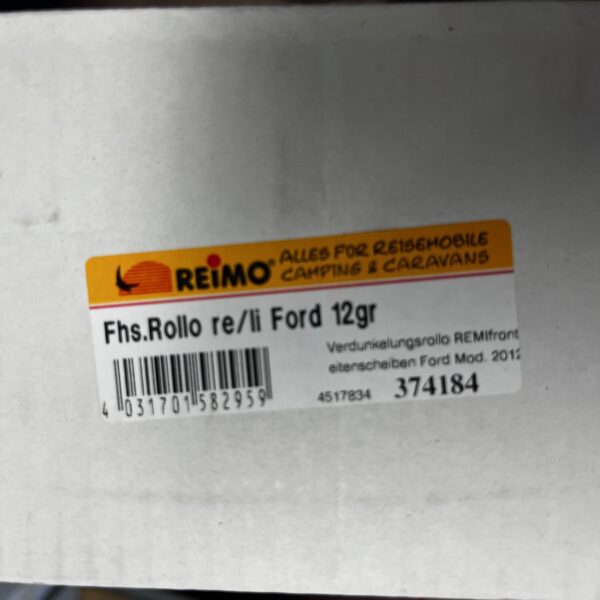 REIMO® ALLES FÜR REISEMOBILE
CAMPING & CARAVANS
Fhs.Rollo re/li Ford 12gr
Verdunkelungsrollo REMIfront
eitenscheiben Ford Mod. 2012
4 031701 582959
4517834 374184